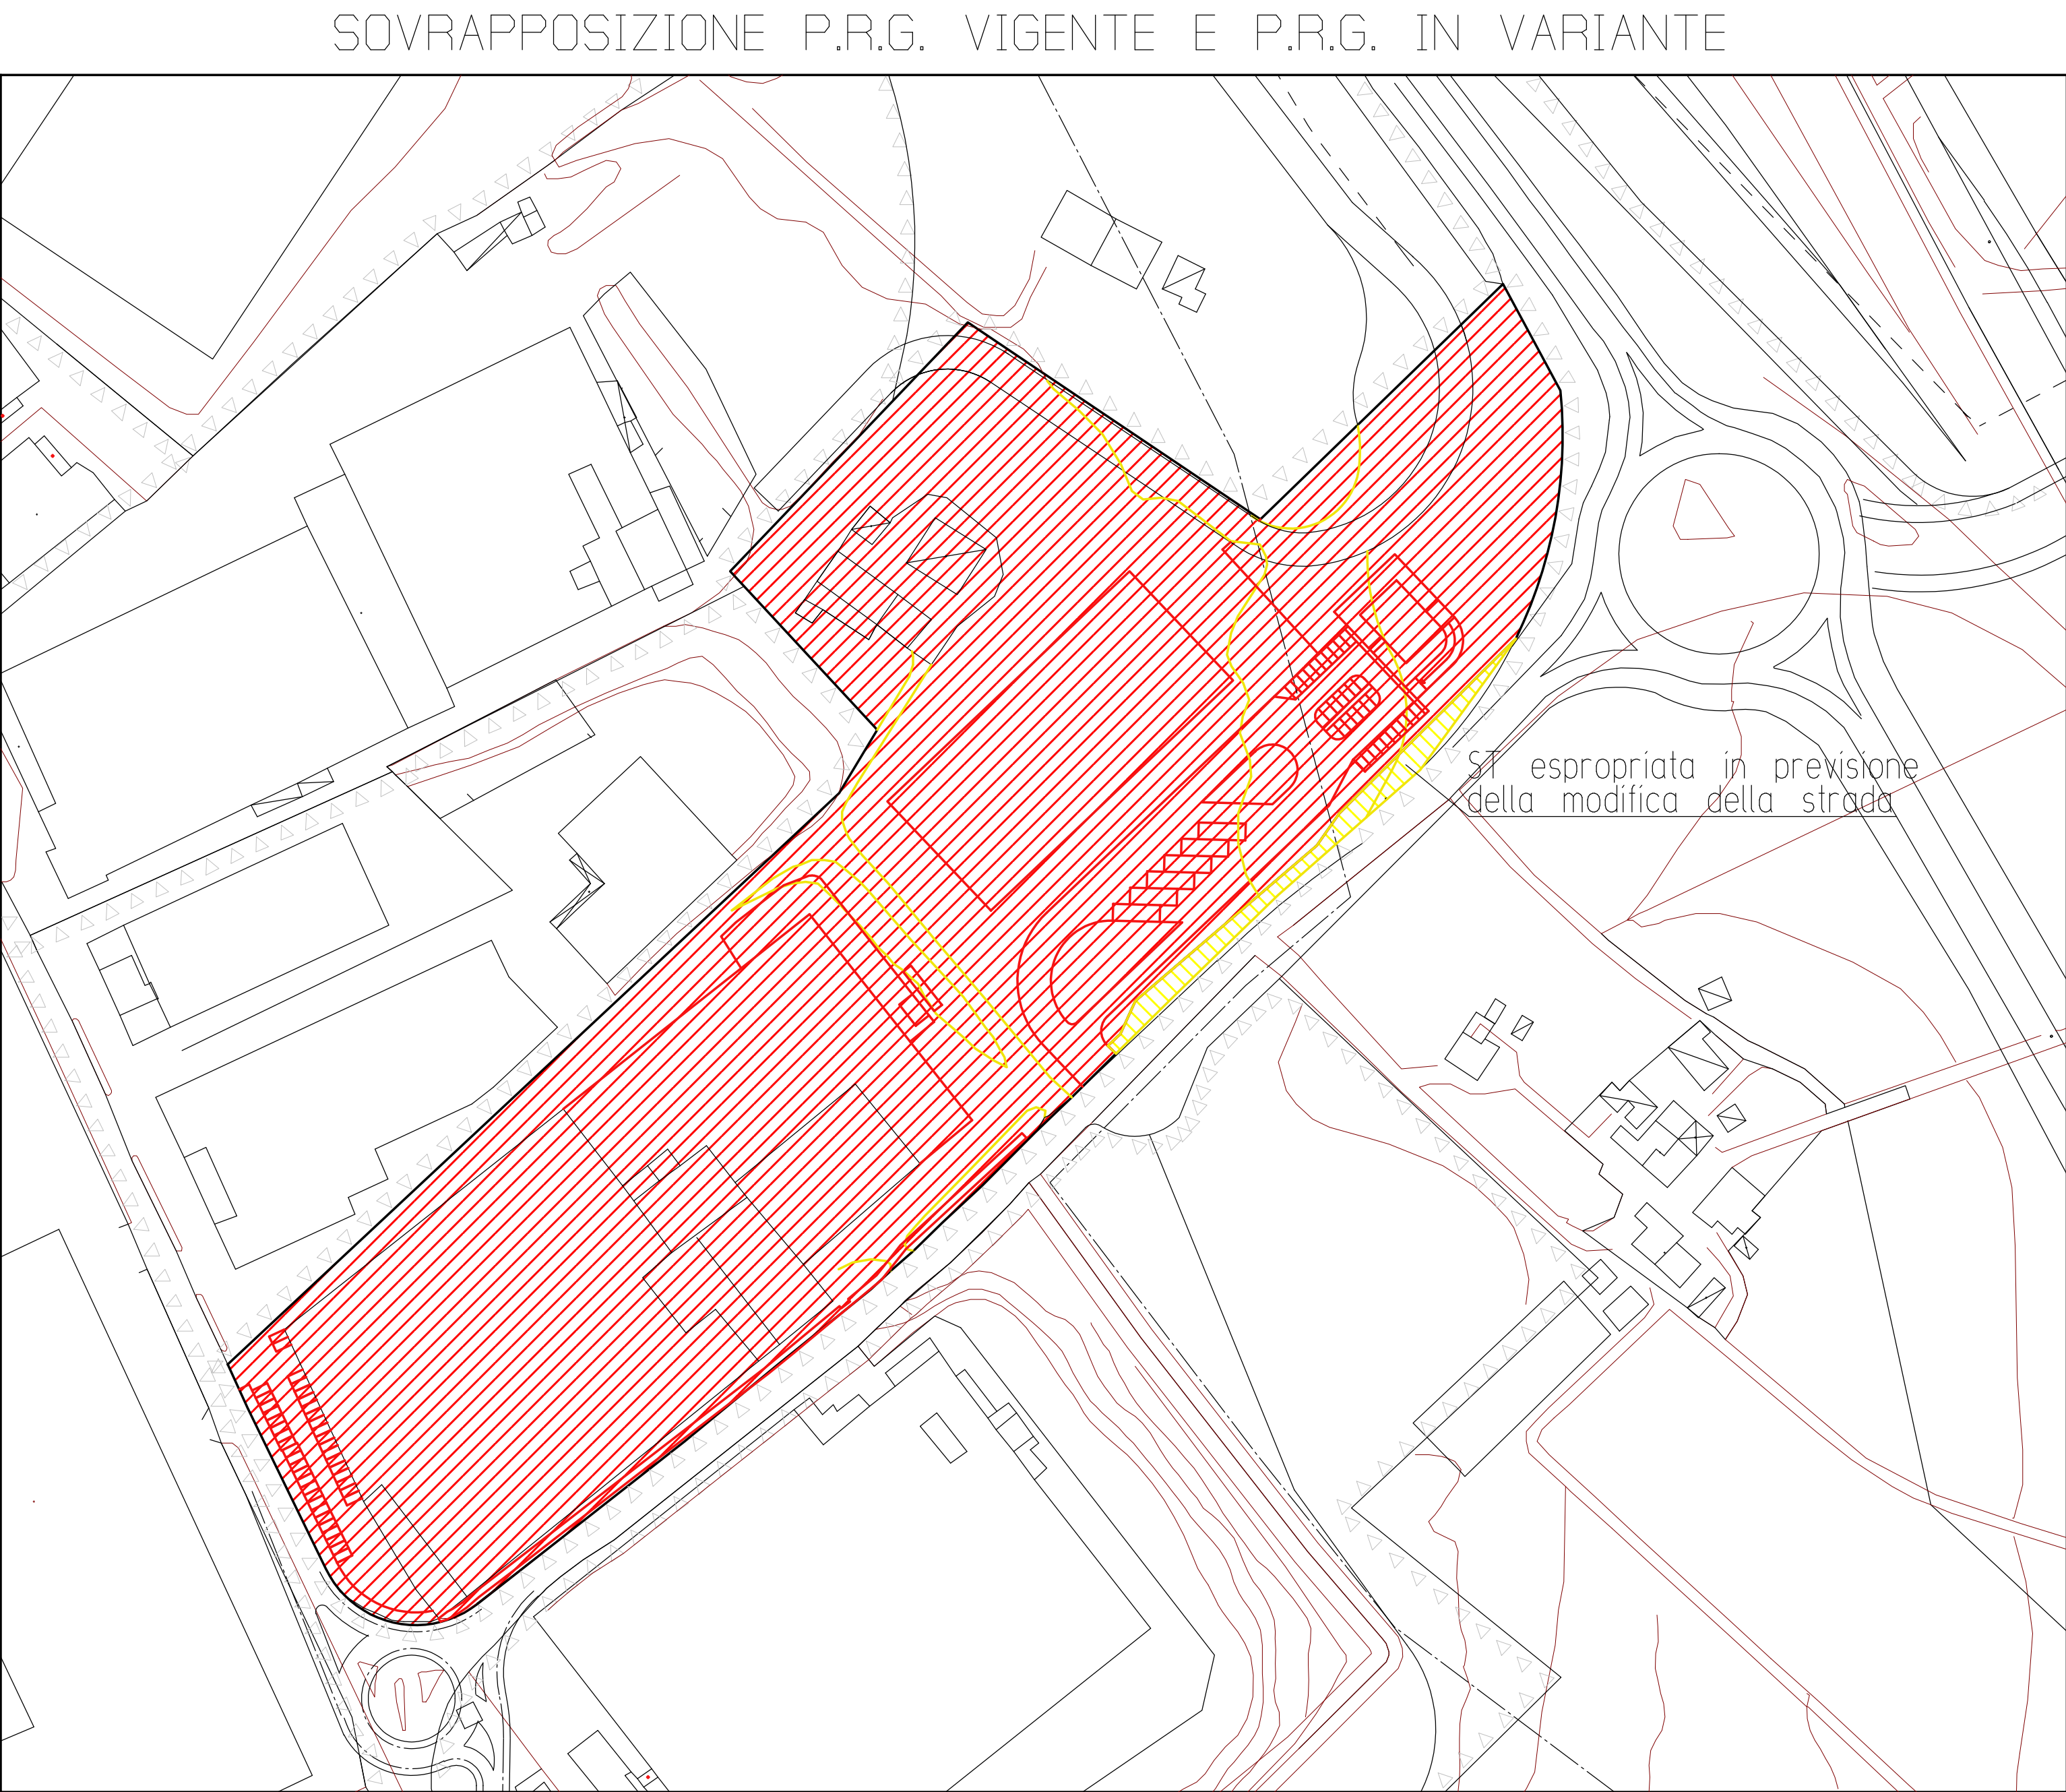 SOVRAPPOSIZIONE P.R.G. VIGENTE E P.R.G. IN VARIANTE
ST espropriata in previsione
della modifica della strada